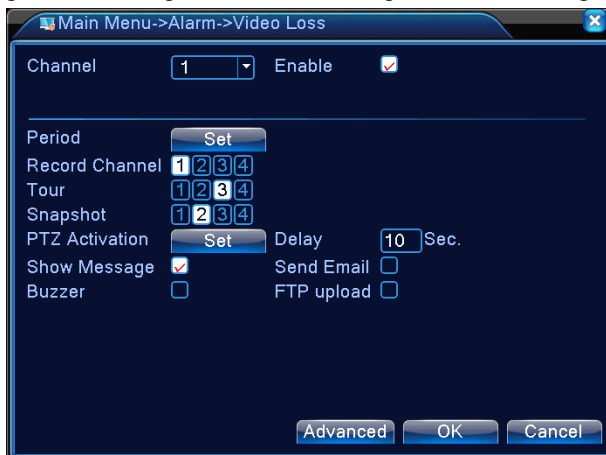 Main Menu->Alarm->Video Loss
Channel 1 Enable
Period Set
Record Channel 1 2 3 4
Tour 1 2 3 4
Snapshot 1 2 3 4
PTZ Activation Set Delay 10 Sec.
Show Message Send Email
Buzzer FTP upload
Advanced OK Cancel